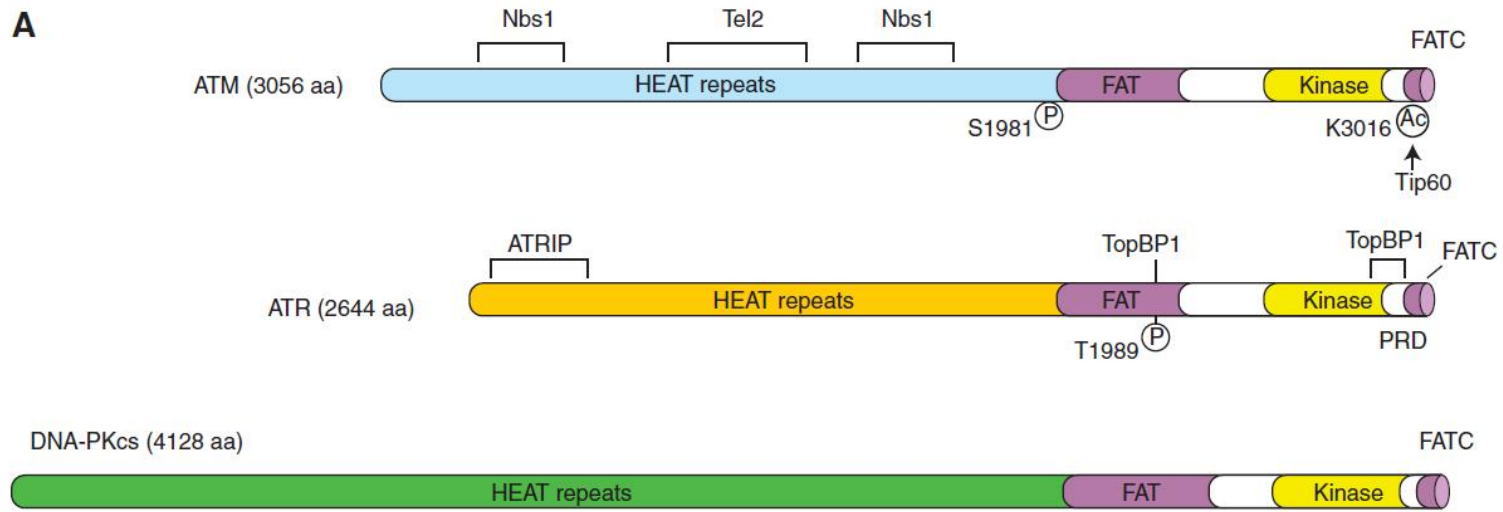 A
Nbs1
Tel2
Nbs1
FATC
ATM (3056 aa)
HEAT repeats
FAT
Kinase
S1981
P
K3016
Ac
Tip60
ATRIP
TopBP1
TopBP1
FATC
ATR (2644 aa)
HEAT repeats
FAT
Kinase
T1989
P
PRD
DNA-PKcs (4128 aa)
FATC
HEAT repeats
FAT
Kinase